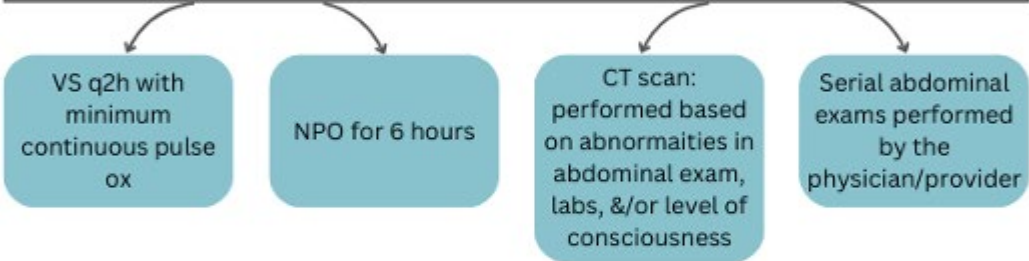 VS q2h with
minimum
continuous pulse
ox
NPO for 6 hours
CT scan:
performed based
on abnormaities in
abdominal exam,
labs, &/or level of
consciousness
Serial abdominal
exams performed
by the
physician/provider